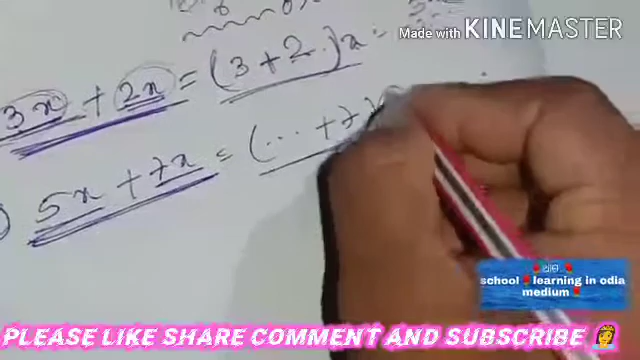 Made with KINEMASTER
3x + 2x = (3 + 2.)x =
5x + 7x = (... + 7)
ଥାନା
school learning in odia
medium
PLEASE LIKE SHARE COMMENT AND SUBSCRIBE